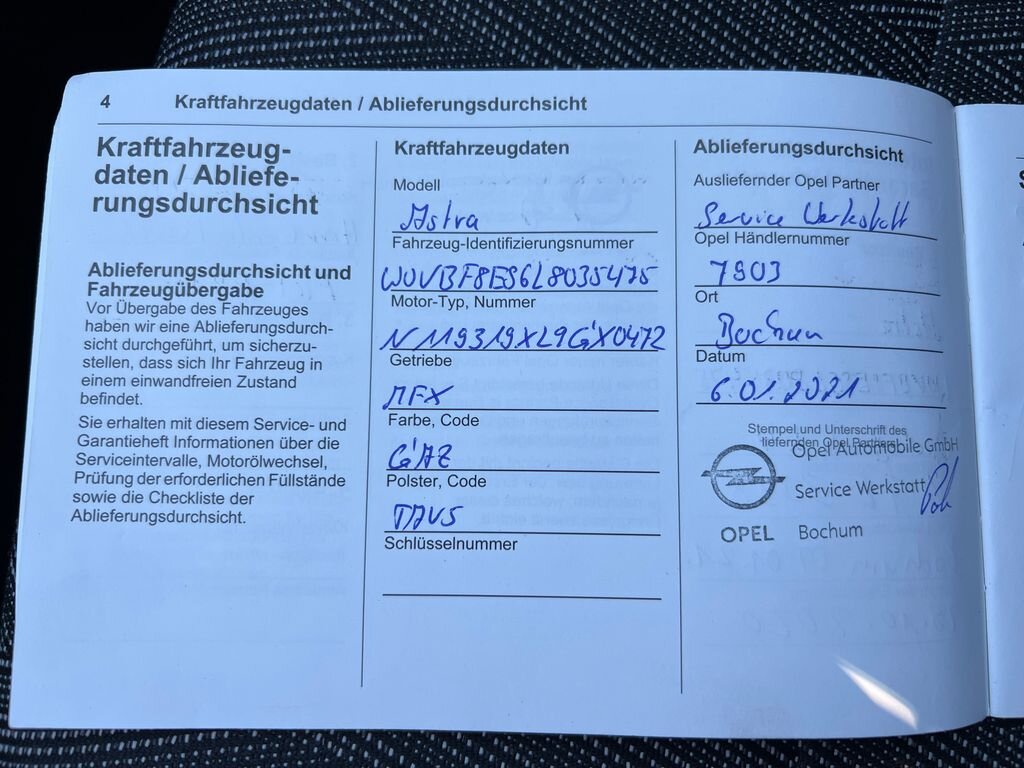 4
Kraftfahrzeugdaten / Ablieferungsdurchsicht
Kraftfahrzeug-
daten / Abliefe-
rungsdurchsicht
Ablieferungsdurchsicht und
Fahrzeugübergabe
Vor Übergabe des Fahrzeuges
haben wir eine Ablieferungsdurch-
sicht durchgeführt, um sicherzu-
stellen, dass sich Ihr Fahrzeug in
einem einwandfreien Zustand
befindet.
Sie erhalten mit diesem Service- und
Garantieheft Informationen über die
Serviceintervalle, Motorölwechsel,
Prüfung der erforderlichen Füllstände
sowie die Checkliste der
Ablieferungsdurchsicht.
Kraftfahrzeugdaten
Modell
Astra
Fahrzeug-Identifizierungsnummer
W0VBF8ES6L8035475
Motor-Typ, Nummer
N119319XL9GX0472
Getriebe
MFX
Farbe, Code
GAZ
Polster, Code
TAVS
Schlüsselnummer
Ablieferungsdurchsicht
Ausliefernder Opel Partner
Service Werkstatt
Opel Händlernummer
7903
Ort
Bochum
Datum
6.01.2021
Stempel und Unterschrift des
liefernden Opel Partners
Opel Automobile GmbH
Service Werkstatt
OPEL Bochum